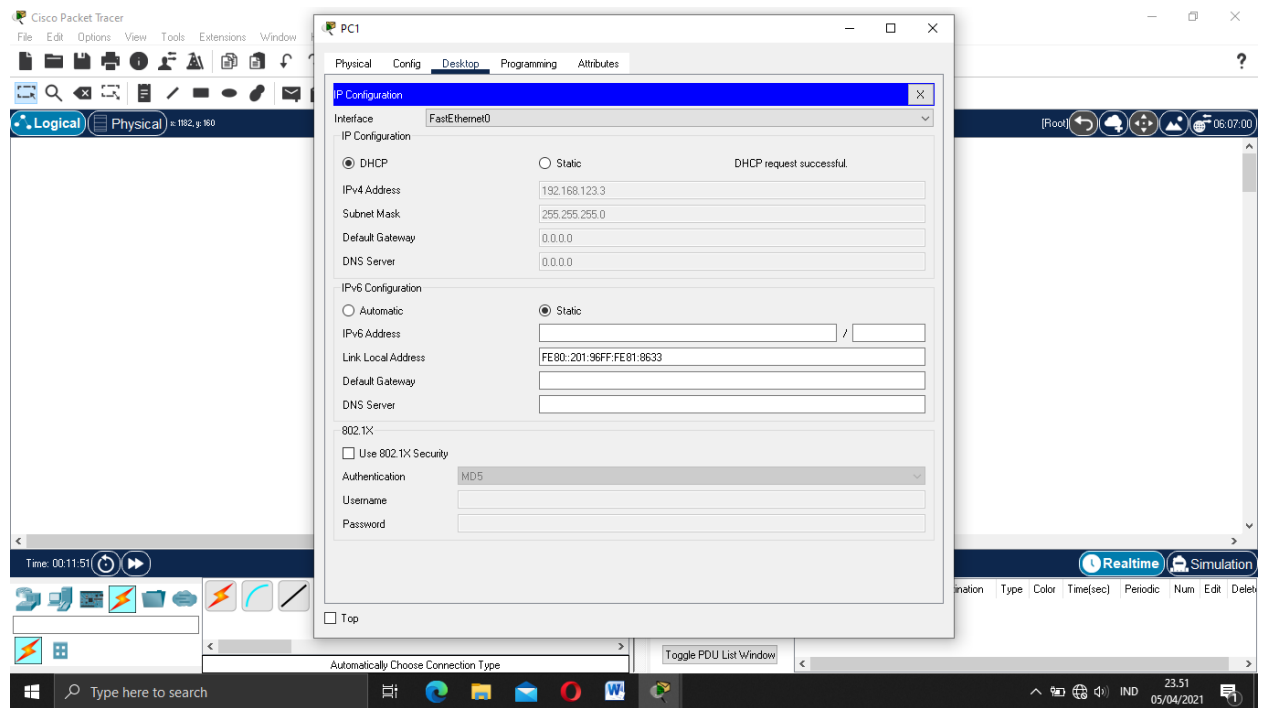 Cisco Packet Tracer
File Edit Options View Tools Extensions Window
PC1
Physical Config Desktop Programming Attributes
IP Configuration X
Interface FastEthernet0
IP Configuration
DHCP Static DHCP request successful.
IPv4 Address 192.168.123.3
Subnet Mask 255.255.255.0
Default Gateway 0.0.0.0
DNS Server 0.0.0.0
IPv6 Configuration
Automatic Static
IPv6 Address /
Link Local Address FE80::201:96FF:FE81:8633
Default Gateway
DNS Server
802.1X
Use 802.1X Security
Authentication MD5
Username
Password
Top
Logical Physical x: 1182, y: 160
[Root] 06:07:00
Time: 00:11:51
Realtime Simulation
Type Color Time(sec) Periodic Num Edit
Automatically Choose Connection Type
Toggle PDU List Window
Type here to search
IND
23.51
05/04/2021
1